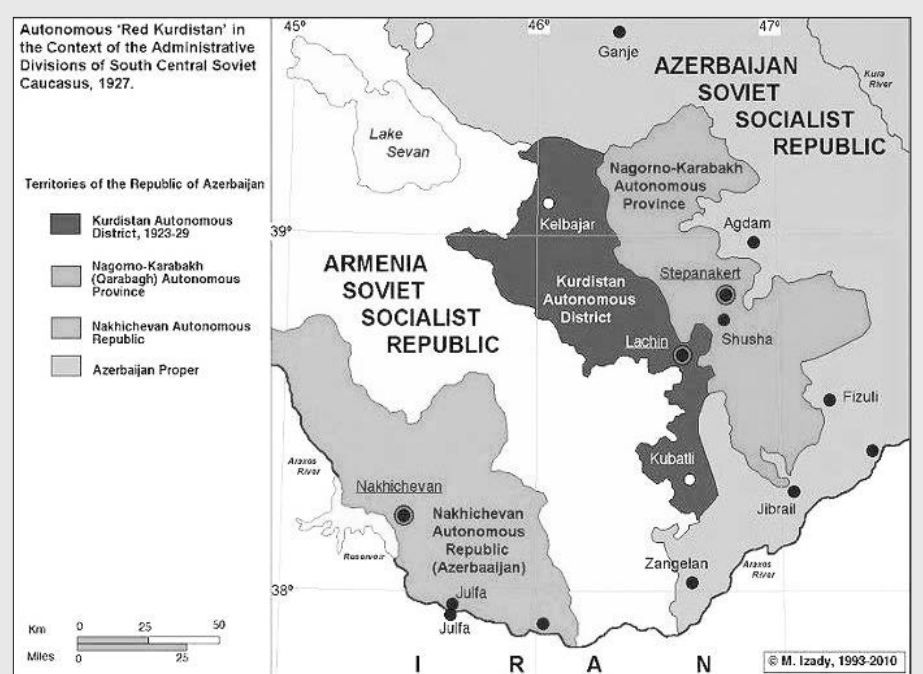 Autonomous 'Red Kurdistan' in
the Context of the Administrative
Divisions of South Central Soviet
Caucasus, 1927.
Territories of the Republic of Azerbaijan
Kurdistan Autonomous
District, 1923-29
Nagorno-Karabakh
(Qarabagh) Autonomous
Province
Nakhichevan Autonomous
Republic
Azerbaijan Proper
Km 0 25 50
Miles 0 25
45°
46°
47°
Ganje
AZERBAIJAN
SOVIET
SOCIALIST
REPUBLIC
Kura
River
Lake
Sevan
Nagorno-Karabakh
Autonomous
Province
Kelbajar
Agdam
39°
ARMENIA
SOVIET
SOCIALIST
REPUBLIC
Kurdistan
Autonomous
District
Stepanakert
Shusha
Lachin
Fizuli
Kubatli
Jibrail
Araxos
River
Nakhichevan
Nakhichevan
Autonomous
Republic
(Azerbaaijan)
Reservoir
Zangelan
Araxos
River
38°
Julfa
Julfa
IRAN
© M. Izady, 1993-2010